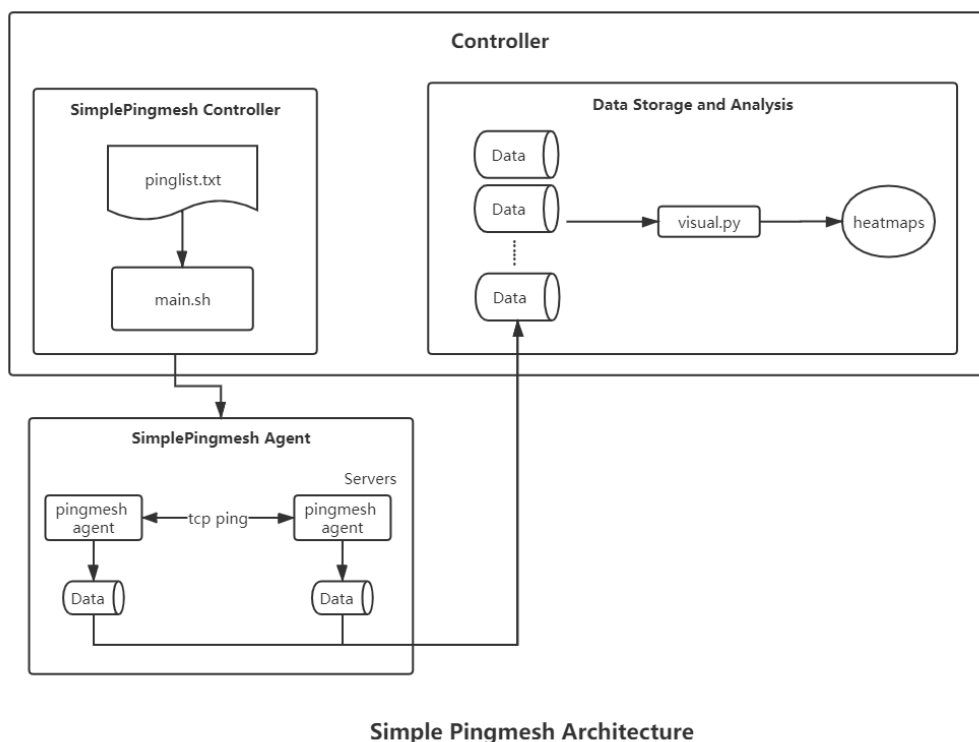 Controller
SimplePingmesh Controller
pinglist.txt
main.sh
Data Storage and Analysis
Data
Data
Data
visual.py
heatmaps
SimplePingmesh Agent
Servers
pingmesh
agent
tcp ping
pingmesh
agent
Data
Data
Simple Pingmesh Architecture